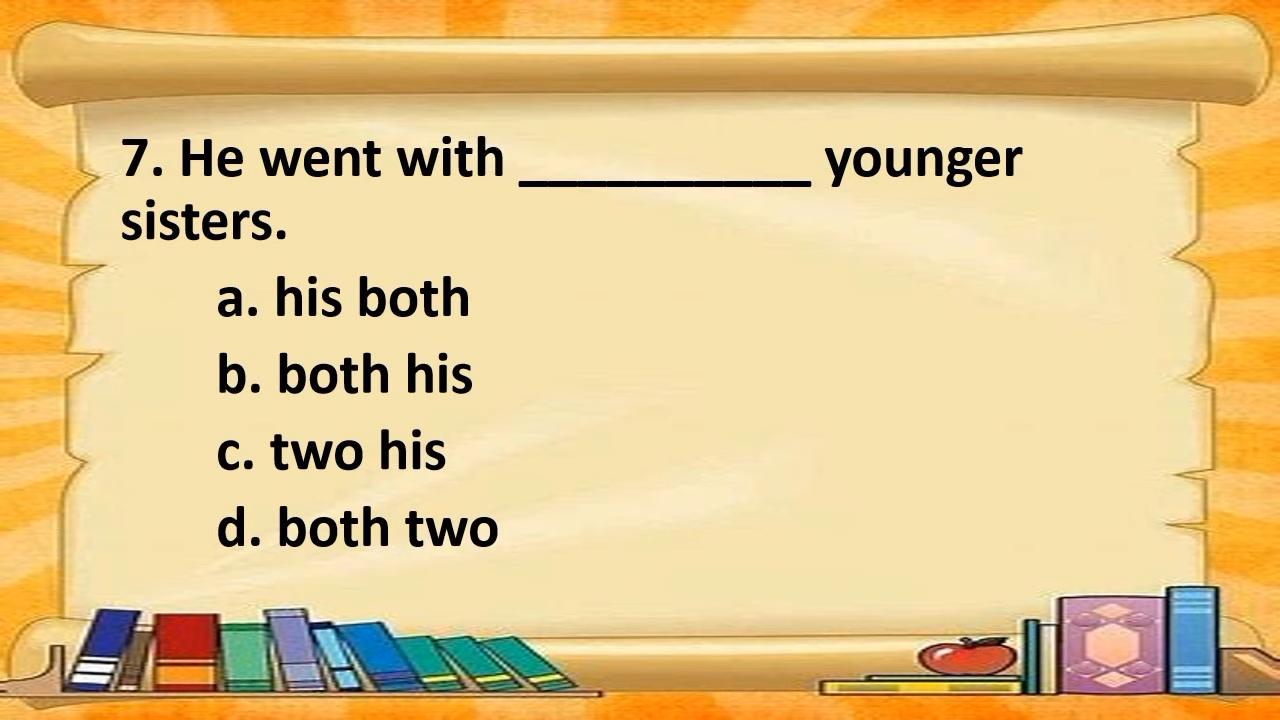 7. He went with __________ younger
sisters.
a. his both
b. both his
c. two his
d. both two